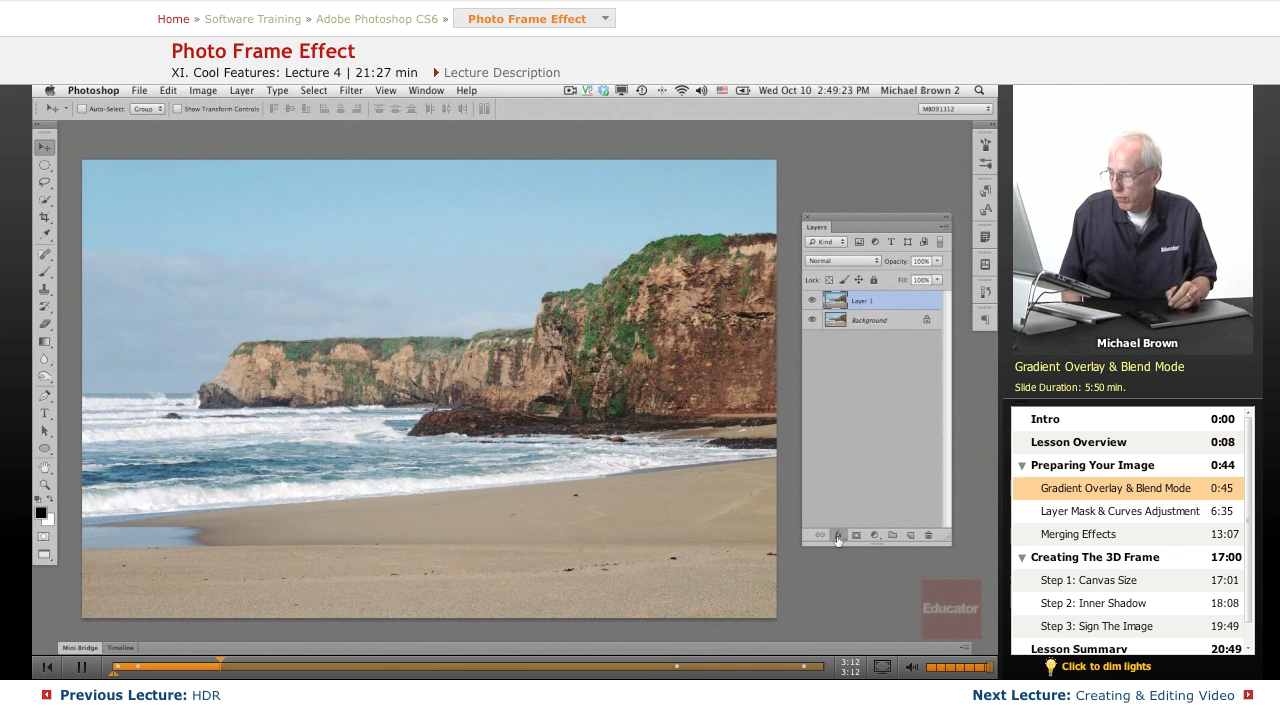 Home » Software Training » Adobe Photoshop CS6 » Photo Frame Effect
Photo Frame Effect
XI. Cool Features: Lecture 4 | 21:27 min Lecture Description
Photoshop File Edit Image Layer Type Select Filter View Window Help Wed Oct 10 2:49:23 PM Michael Brown 2
Auto-Select: Group Show Transform Controls MB091312
Layers
Kind
Normal Opacity: 100%
Lock: Fill: 100%
Layer 1
Background
Educator
Mini Bridge Timeline
3:12
3:12
Educator
Michael Brown
Gradient Overlay & Blend Mode
Slide Duration: 5:50 min.
Intro 0:00
Lesson Overview 0:08
Preparing Your Image 0:44
Gradient Overlay & Blend Mode 0:45
Layer Mask & Curves Adjustment 6:35
Merging Effects 13:07
Creating The 3D Frame 17:00
Step 1: Canvas Size 17:01
Step 2: Inner Shadow 18:08
Step 3: Sign The Image 19:49
Lesson Summary 20:49
Click to dim lights
Previous Lecture: HDR
Next Lecture: Creating & Editing Video